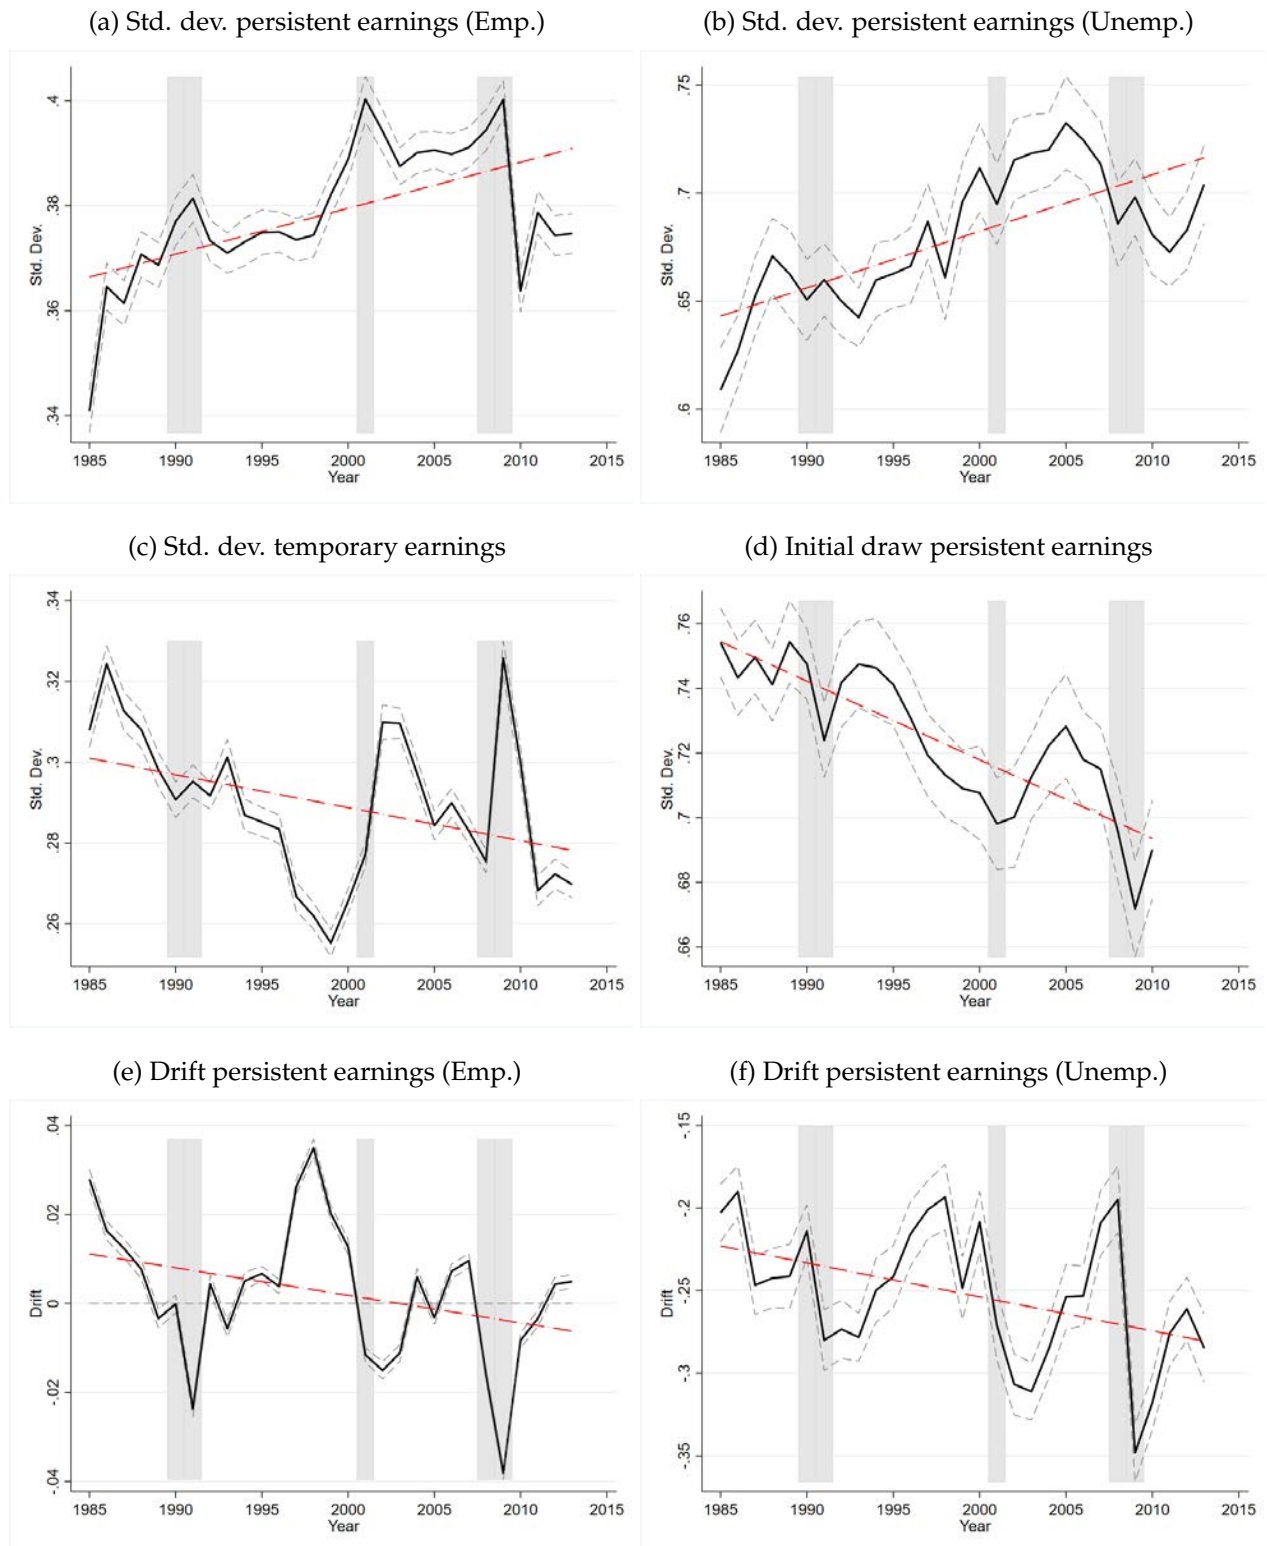 (a) Std. dev. persistent earnings (Emp.)
Std. Dev.
.4
.38
.36
.34
1985 1990 1995 2000 2005 2010 2015
Year
(b) Std. dev. persistent earnings (Unemp.)
Std. Dev.
.75
.7
.65
.6
1985 1990 1995 2000 2005 2010 2015
Year
(c) Std. dev. temporary earnings
Std. Dev.
.34
.32
.3
.28
.26
1985 1990 1995 2000 2005 2010 2015
Year
(d) Initial draw persistent earnings
Std. Dev.
.76
.74
.72
.7
.68
.66
1985 1990 1995 2000 2005 2010 2015
Year
(e) Drift persistent earnings (Emp.)
Drift
.04
.02
0
-.02
-.04
1985 1990 1995 2000 2005 2010 2015
Year
(f) Drift persistent earnings (Unemp.)
Drift
-.15
-.2
-.25
-.3
-.35
1985 1990 1995 2000 2005 2010 2015
Year